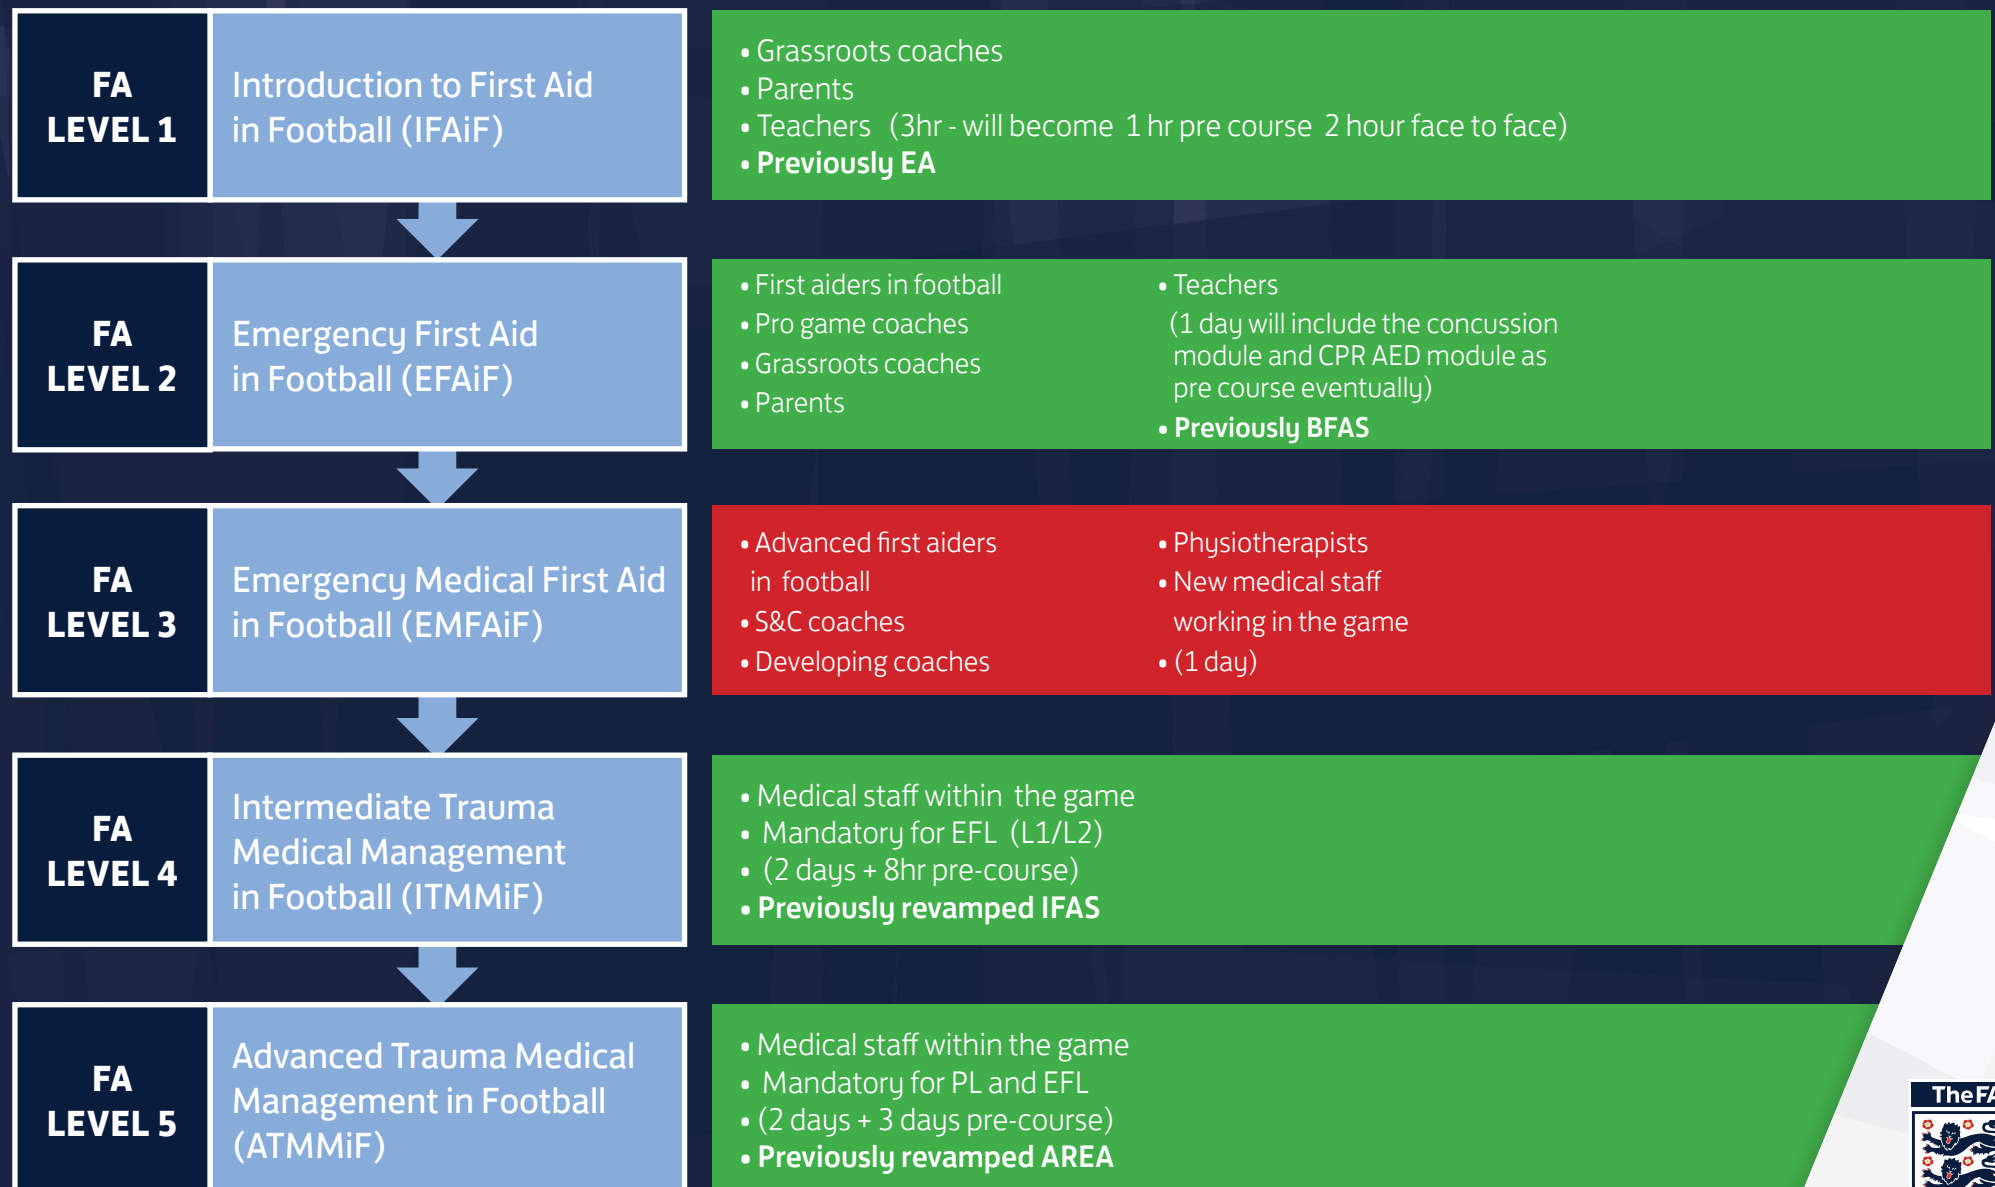 FA
LEVEL 1
Introduction to First Aid
in Football (IFAiF)
• Grassroots coaches
• Parents
• Teachers (3hr - will become 1 hr pre course 2 hour face to face)
• Previously EA
FA
LEVEL 2
Emergency First Aid
in Football (EFAiF)
• First aiders in football
• Pro game coaches
• Grassroots coaches
• Parents
• Teachers
(1 day will include the concussion
module and CPR AED module as
pre course eventually)
• Previously BFAS
FA
LEVEL 3
Emergency Medical First Aid
in Football (EMFAiF)
• Advanced first aiders
in football
• S&C coaches
• Developing coaches
• Physiotherapists
• New medical staff
working in the game
• (1 day)
FA
LEVEL 4
Intermediate Trauma
Medical Management
in Football (ITMMiF)
• Medical staff within the game
• Mandatory for EFL (L1/L2)
• (2 days + 8hr pre-course)
• Previously revamped IFAS
FA
LEVEL 5
Advanced Trauma Medical
Management in Football
(ATMMiF)
• Medical staff within the game
• Mandatory for PL and EFL
• (2 days + 3 days pre-course)
• Previously revamped AREA
TheFA